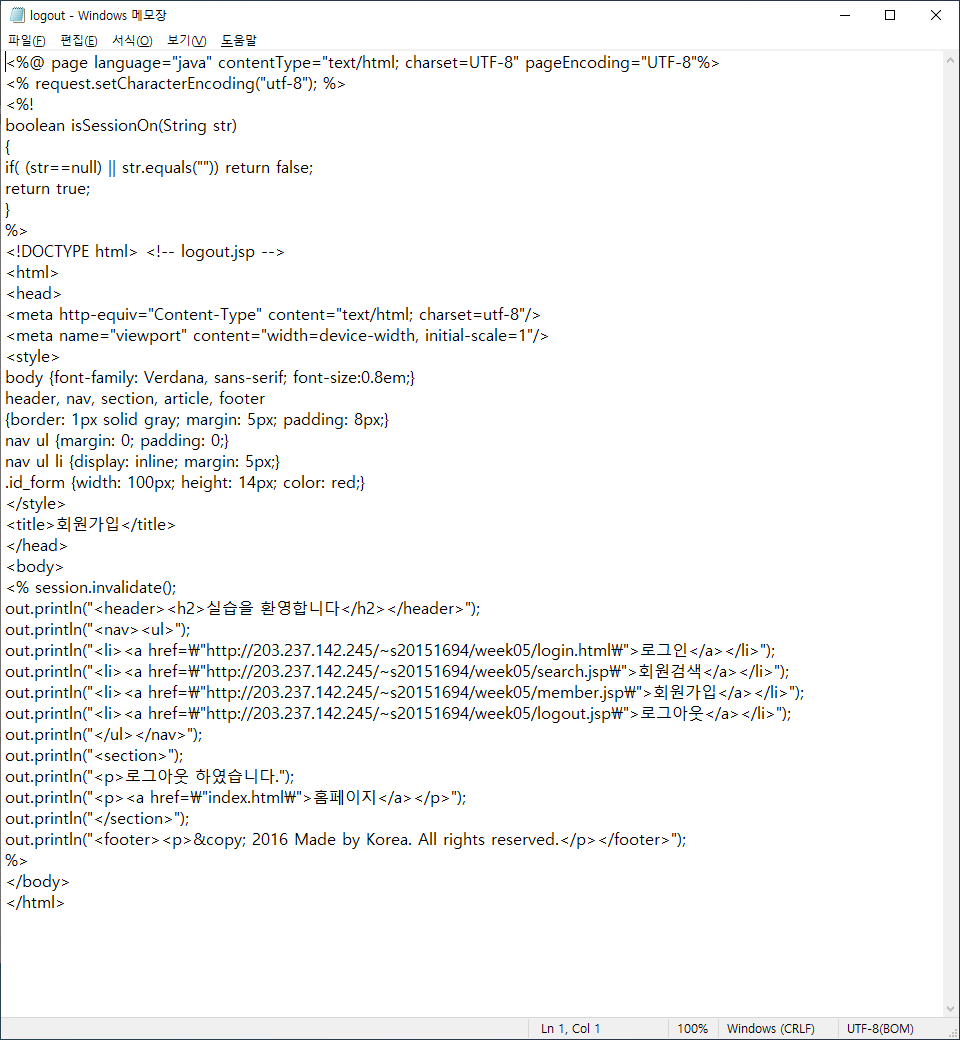 logout - Windows 메모장
파일(F) 편집(E) 서식(O) 보기(V) 도움말
<%@ page language="java" contentType="text/html; charset=UTF-8" pageEncoding="UTF-8"%>
<% request.setCharacterEncoding("utf-8"); %>
<%!
boolean isSessionOn(String str)
{
if( (str==null) || str.equals("")) return false;
return true;
}
%>
<!DOCTYPE html> <!-- logout.jsp -->
<html>
<head>
<meta http-equiv="Content-Type" content="text/html; charset=utf-8"/>
<meta name="viewport" content="width=device-width, initial-scale=1"/>
<style>
body {font-family: Verdana, sans-serif; font-size:0.8em;}
header, nav, section, article, footer
{border: 1px solid gray; margin: 5px; padding: 8px;}
nav ul {margin: 0; padding: 0;}
nav ul li {display: inline; margin: 5px;}
.id_form {width: 100px; height: 14px; color: red;}
</style>
<title>회원가입</title>
</head>
<body>
<% session.invalidate();
out.println("<header><h2>실습을 환영합니다</h2></header>");
out.println("<nav><ul>");
out.println("<li><a href=₩"http://203.237.142.245/~s20151694/week05/login.html₩">로그인</a></li>");
out.println("<li><a href=₩"http://203.237.142.245/~s20151694/week05/search.jsp₩">회원검색</a></li>");
out.println("<li><a href=₩"http://203.237.142.245/~s20151694/week05/member.jsp₩">회원가입</a></li>");
out.println("<li><a href=₩"http://203.237.142.245/~s20151694/week05/logout.jsp₩">로그아웃</a></li>");
out.println("</ul></nav>");
out.println("<section>");
out.println("<p>로그아웃 하였습니다.");
out.println("<p><a href=₩"index.html₩">홈페이지</a></p>");
out.println("</section>");
out.println("<footer><p>&copy; 2016 Made by Korea. All rights reserved.</p></footer>");
%>
</body>
</html>
Ln 1, Col 1 100% Windows (CRLF) UTF-8(BOM)